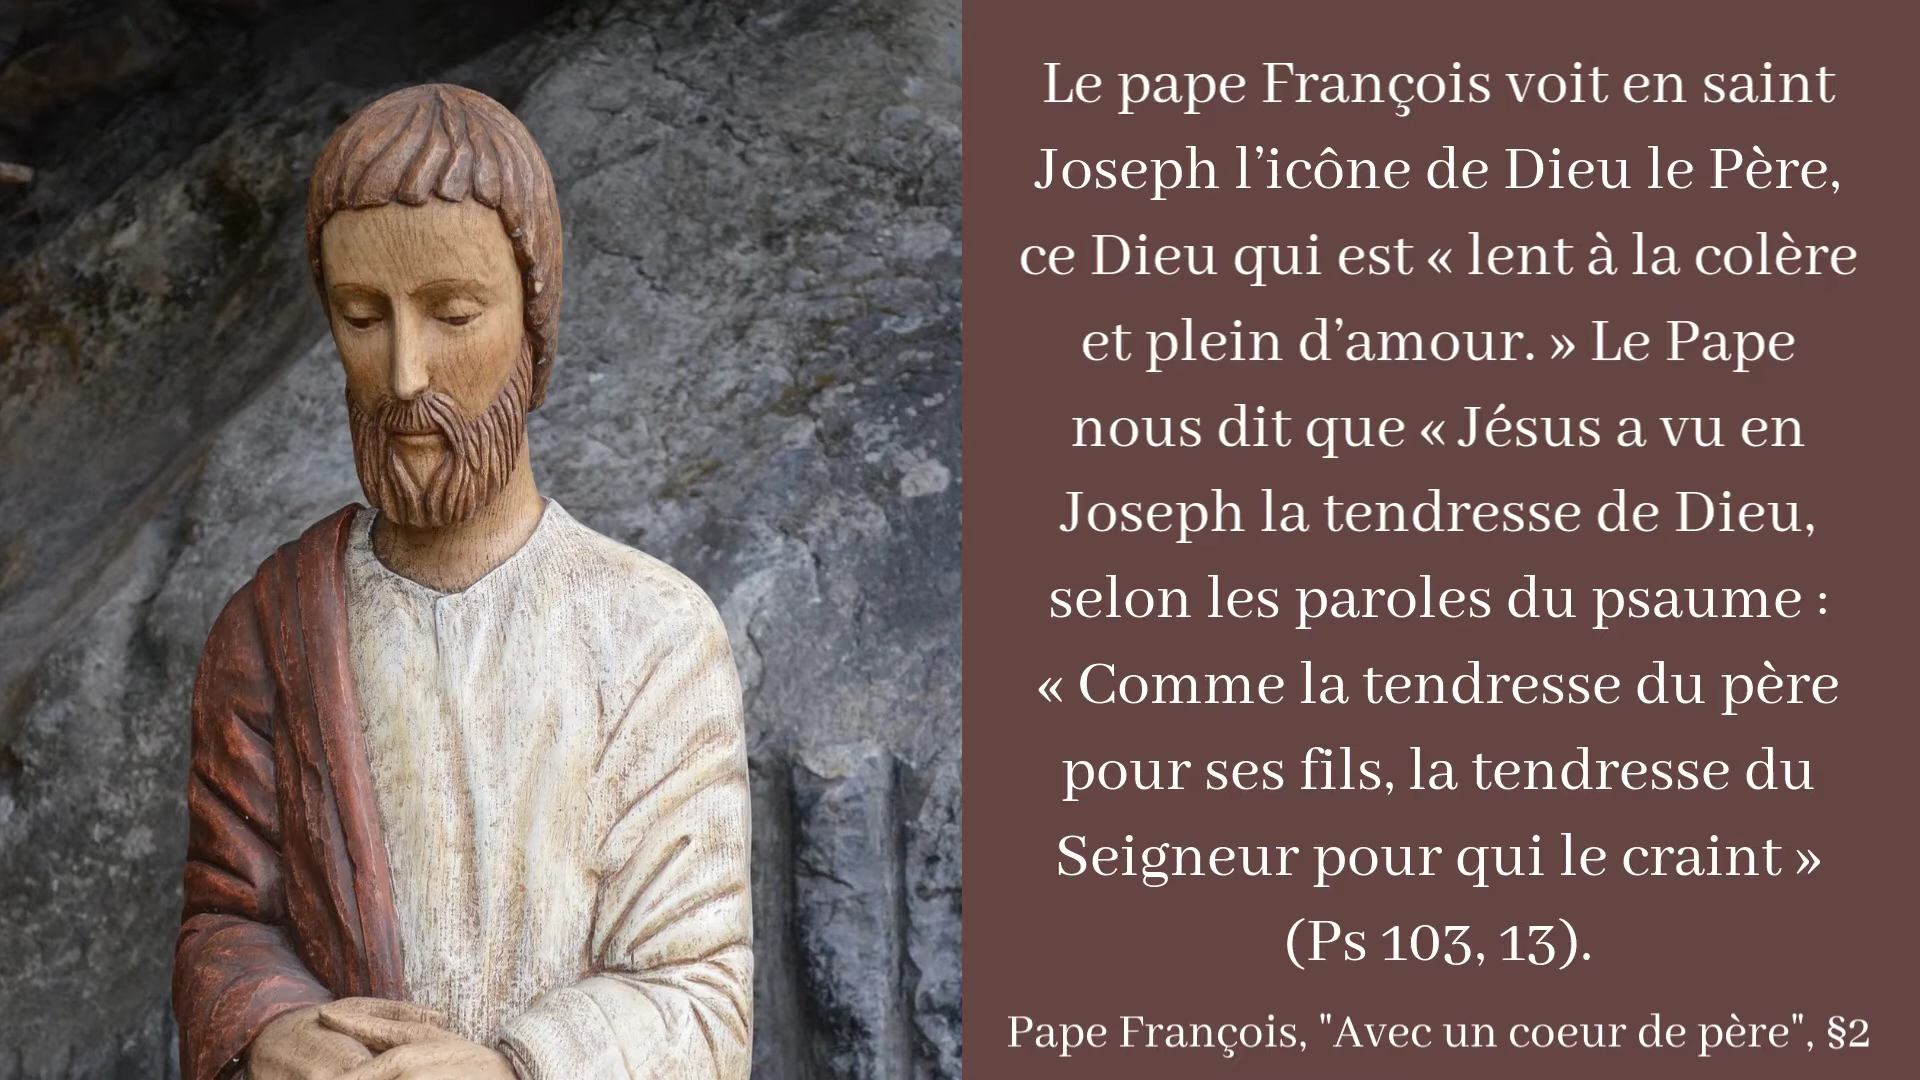 Le pape François voit en saint
Joseph l’icône de Dieu le Père,
ce Dieu qui est « lent à la colère
et plein d’amour. » Le Pape
nous dit que « Jésus a vu en
Joseph la tendresse de Dieu,
selon les paroles du psaume :
« Comme la tendresse du père
pour ses fils, la tendresse du
Seigneur pour qui le craint »
(Ps 103, 13).
Pape François, "Avec un coeur de père", §2